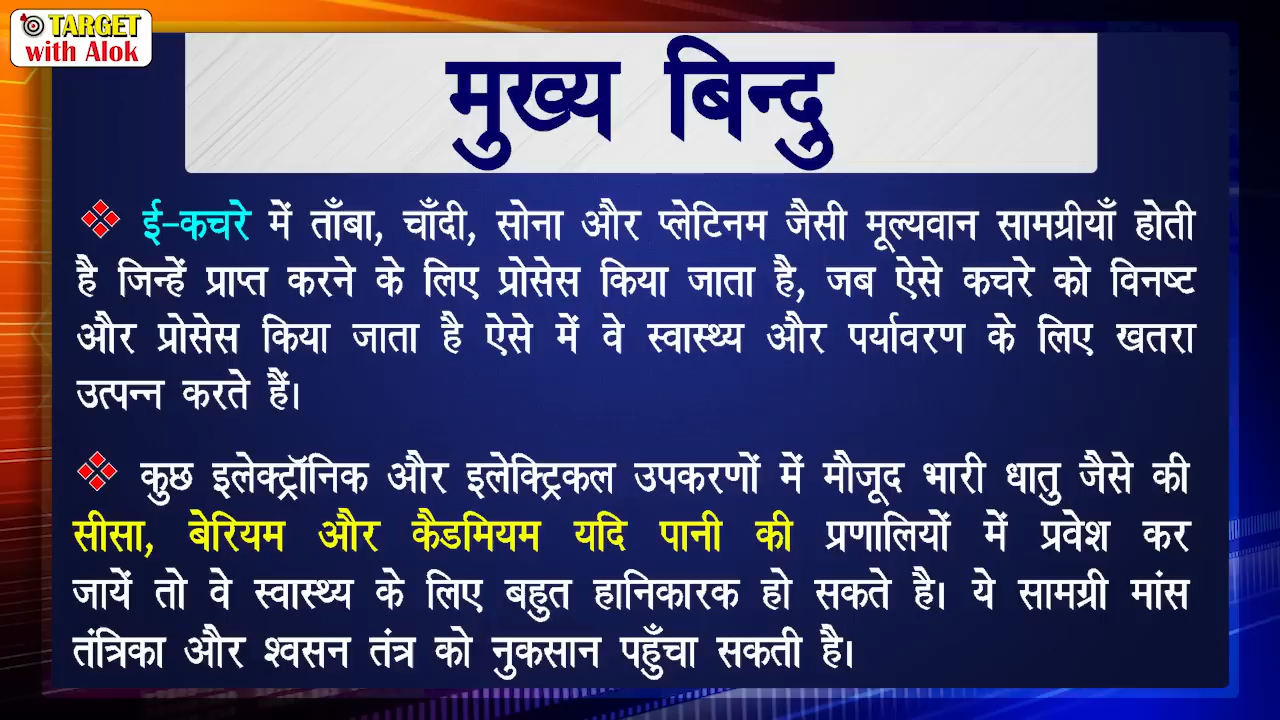 TARGET
with Alok
मुख्य बिन्दु
ई-कचरे में ताँबा, चाँदी, सोना और प्लेटिनम जैसी मूल्यवान सामग्रीयाँ होती
है जिन्हें प्राप्त करने के लिए प्रोसेस किया जाता है, जब ऐसे कचरे को विनष्ट
और प्रोसेस किया जाता है ऐसे में वे स्वास्थ्य और पर्यावरण के लिए खतरा
उत्पन्न करते हैं।
कुछ इलेक्ट्रॉनिक और इलेक्ट्रिकल उपकरणों में मौजूद भारी धातु जैसे की
सीसा, बेरियम और कैडमियम यदि पानी की प्रणालियों में प्रवेश कर
जायें तो वे स्वास्थ्य के लिए बहुत हानिकारक हो सकते है। ये सामग्री मांस
तंत्रिका और श्वसन तंत्र को नुकसान पहुँचा सकती है।